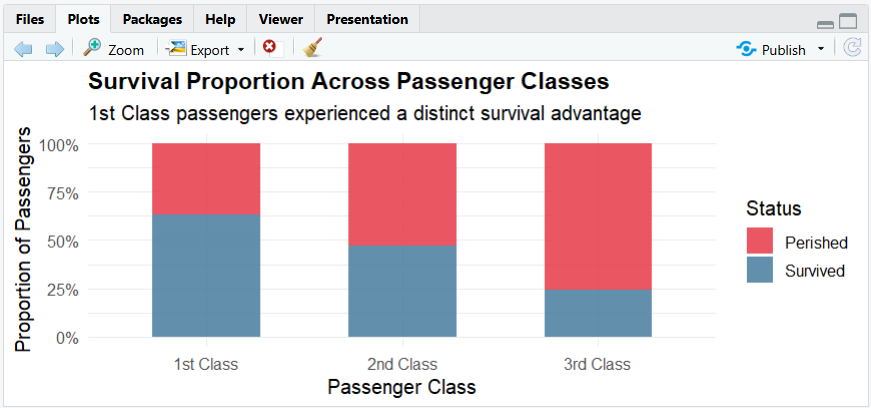 Files Plots Packages Help Viewer Presentation
Zoom Export Publish
Survival Proportion Across Passenger Classes
1st Class passengers experienced a distinct survival advantage
Proportion of Passengers
100%
75%
50%
25%
0%
1st Class 2nd Class 3rd Class
Passenger Class
Status
Perished
Survived